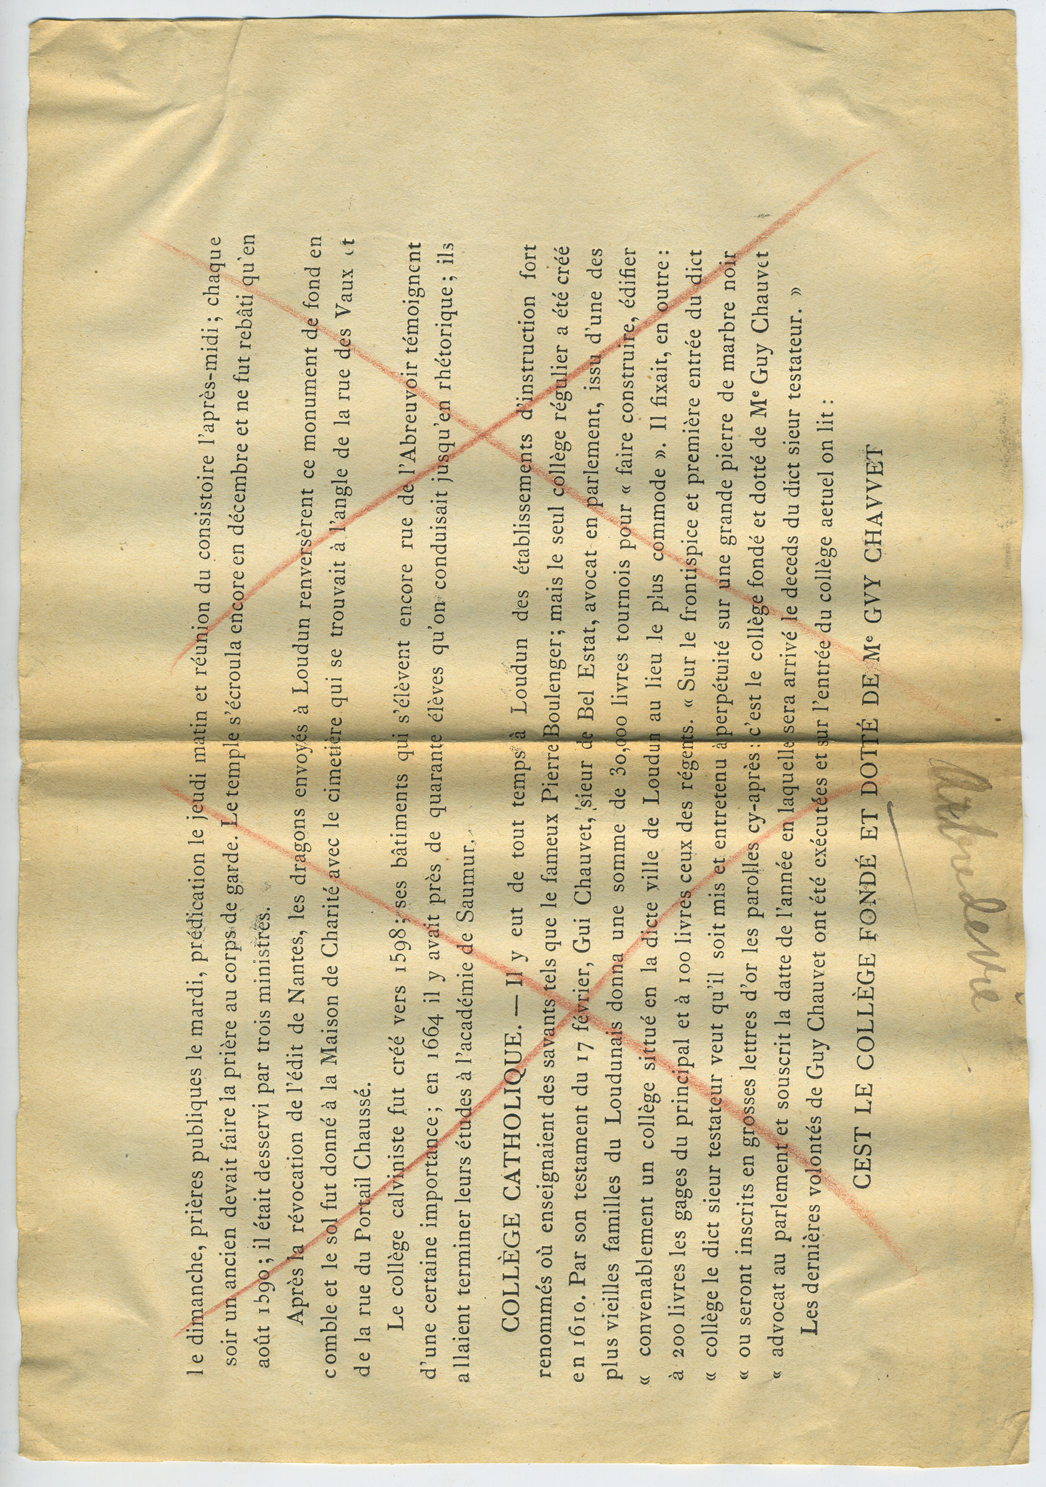 le dimanche, prières publiques le mardi, prédication le jeudi matin et réunion du consistoire l'après-midi; chaque
soir un ancien devait faire la prière au corps de garde. Le temple s'écroula encore en décembre et ne fut rebâti qu'en
août 1590; il était desservi par trois ministres.
Après la révocation de l'édit de Nantes, les dragons envoyés à Loudun renversèrent ce monument de fond en
comble et le sol fut donné à la Maison de Charité avec le cimetière qui se trouvait à l'angle de la rue des Vaux et
de la rue du Portail Chaussé.
Le collège calviniste fut créé vers 1598; ses bâtiments qui s'élèvent encore rue de l'Abreuvoir témoignent
d'une certaine importance; en 1664 il y avait près de quarante élèves qu'on conduisait jusqu'en rhétorique; ils
allaient terminer leurs études à l'académie de Saumur.
COLLÈGE CATHOLIQUE. — Il y eut de tout temps à Loudun des établissements d'instruction fort
renommés où enseignaient des savants tels que le fameux Pierre Boulenger; mais le seul collège régulier a été créé
en 1610. Par son testament du 17 février, Gui Chauvet, sieur de Bel Estat, avocat en parlement, issu d'une des
plus vieilles familles du Loudunais donna une somme de 30,000 livres tournois pour « faire construire, édifier
« convenablement un collège sittué en la dicte ville de Loudun au lieu le plus commode ». Il fixait, en outre:
à 200 livres les gages du principal et à 100 livres ceux des régents. « Sur le frontispice et première entrée du dict
« collège le dict sieur testateur veut qu'il soit mis et entretenu à perpétuité sur une grande pierre de marbre noir
« ou seront inscrits en grosses lettres d'or les parolles cy-après: c'est le collège fondé et dotté de Me Guy Chauvet
« advocat au parlement et souscrit la datte de l'année en laquelle sera arrivé le deceds du dict sieur testateur. »
Les dernières volontés de Guy Chauvet ont été exécutées et sur l'entrée du collège aetuel on lit :
CEST LE COLLÈGE FONDÉ ET DOTTÉ DE Me GVY CHAVVET